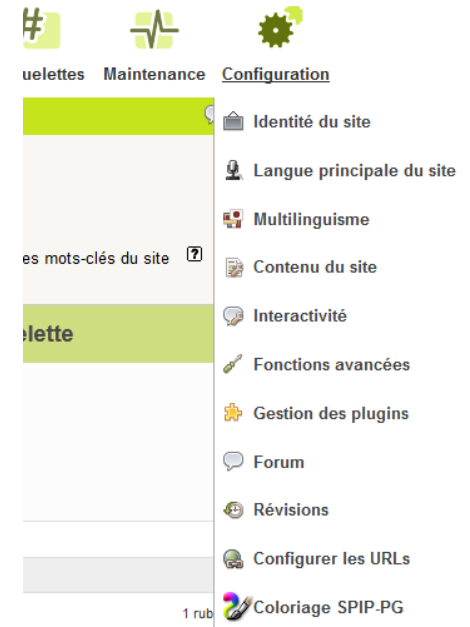 uelettes Maintenance Configuration
Identité du site
Langue principale du site
Multilinguisme
es mots-clés du site ?
Contenu du site
Interactivité
lette
Fonctions avancées
Gestion des plugins
Forum
Révisions
Configurer les URLs
1 rub
Coloriage SPIP-PG